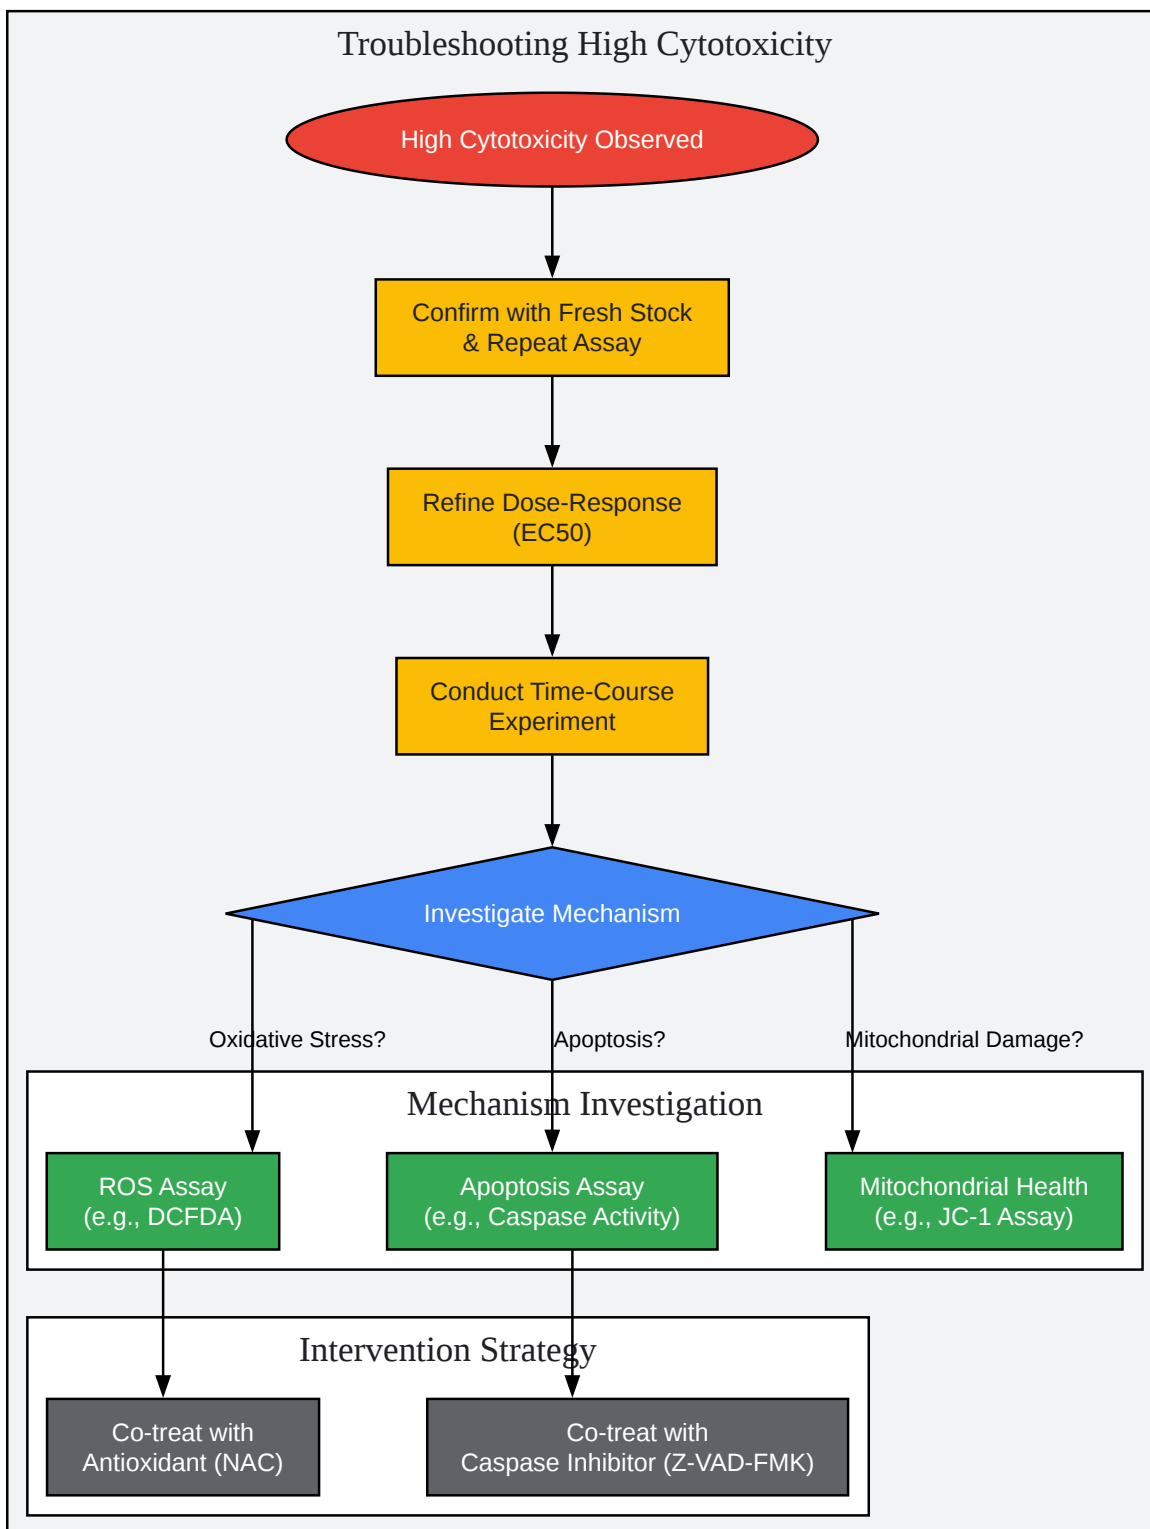 Troubleshooting High Cytotoxicity
High Cytotoxicity Observed
Confirm with Fresh Stock
& Repeat Assay
Refine Dose-Response
(EC50)
Conduct Time-Course
Experiment
Investigate Mechanism
Oxidative Stress?
Apoptosis?
Mitochondrial Damage?
Mechanism Investigation
ROS Assay
(e.g., DCFDA)
Apoptosis Assay
(e.g., Caspase Activity)
Mitochondrial Health
(e.g., JC-1 Assay)
Intervention Strategy
Co-treat with
Antioxidant (NAC)
Co-treat with
Caspase Inhibitor (Z-VAD-FMK)